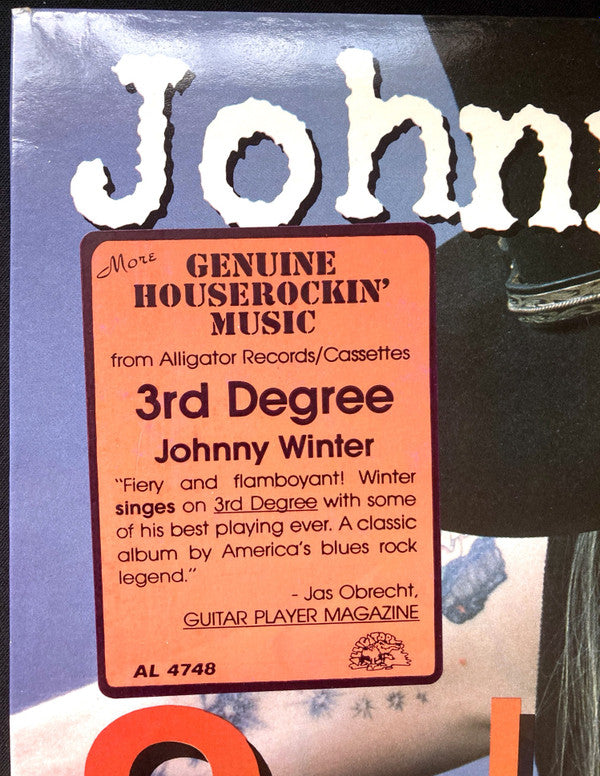 Johnn
More
GENUINE
HOUSEROCKIN'
MUSIC
from Alligator Records/Cassettes
3rd Degree
Johnny Winter
"Fiery and flamboyant! Winter
singes on 3rd Degree with some
of his best playing ever. A classic
album by America's blues rock
legend."
- Jas Obrecht,
GUITAR PLAYER MAGAZINE
AL 4748